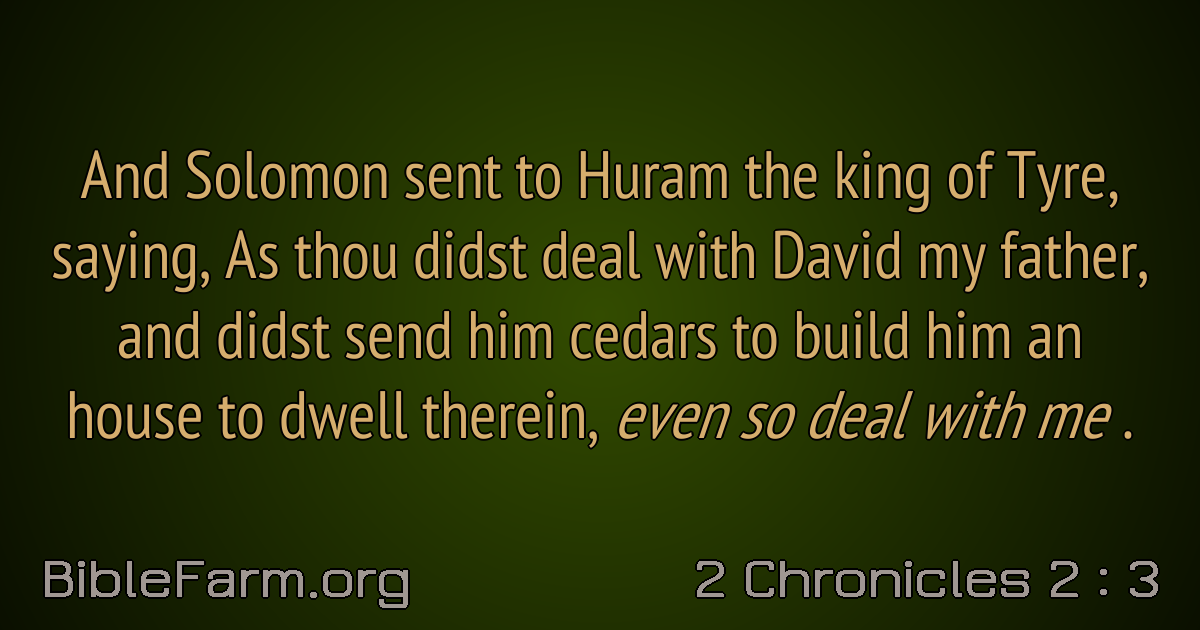 And Solomon sent to Huram the king of Tyre,
saying, As thou didst deal with David my father,
and didst send him cedars to build him an
house to dwell therein, even so deal with me .
BibleFarm.org
2 Chronicles 2 : 3